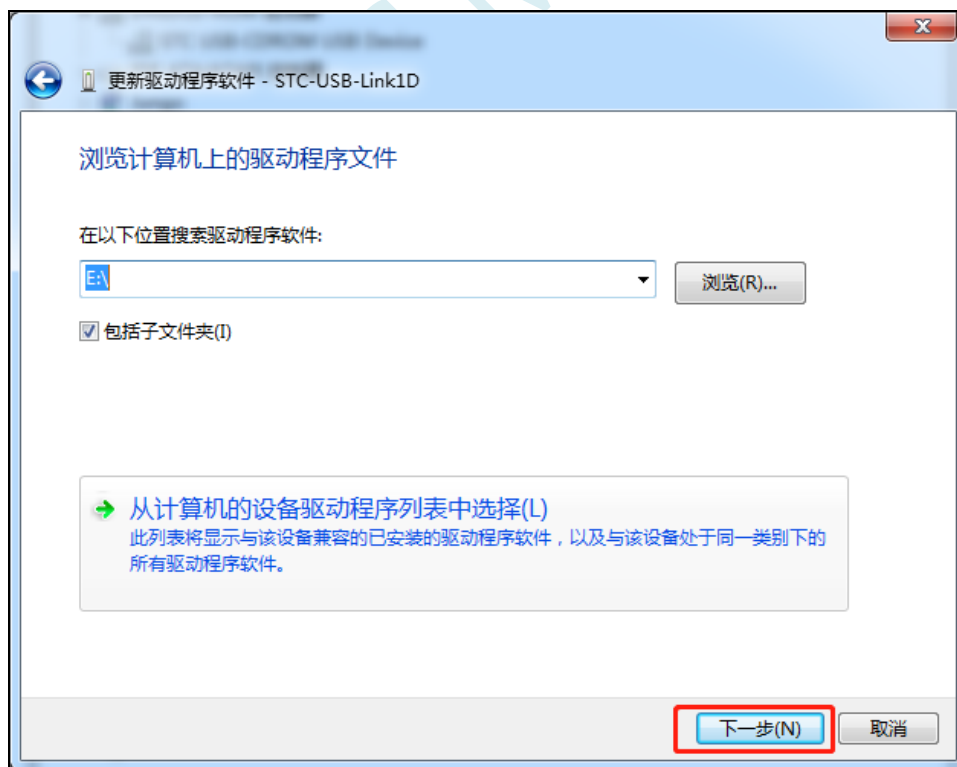 更新驱动程序软件 - STC-USB-Link1D
浏览计算机上的驱动程序文件
在以下位置搜索驱动程序软件:
E:\
浏览(R)...
包括子文件夹(I)
从计算机的设备驱动程序列表中选择(L)
此列表将显示与该设备兼容的已安装的驱动程序软件，以及与该设备处于同一类别下的
所有驱动程序软件。
下一步(N)
取消